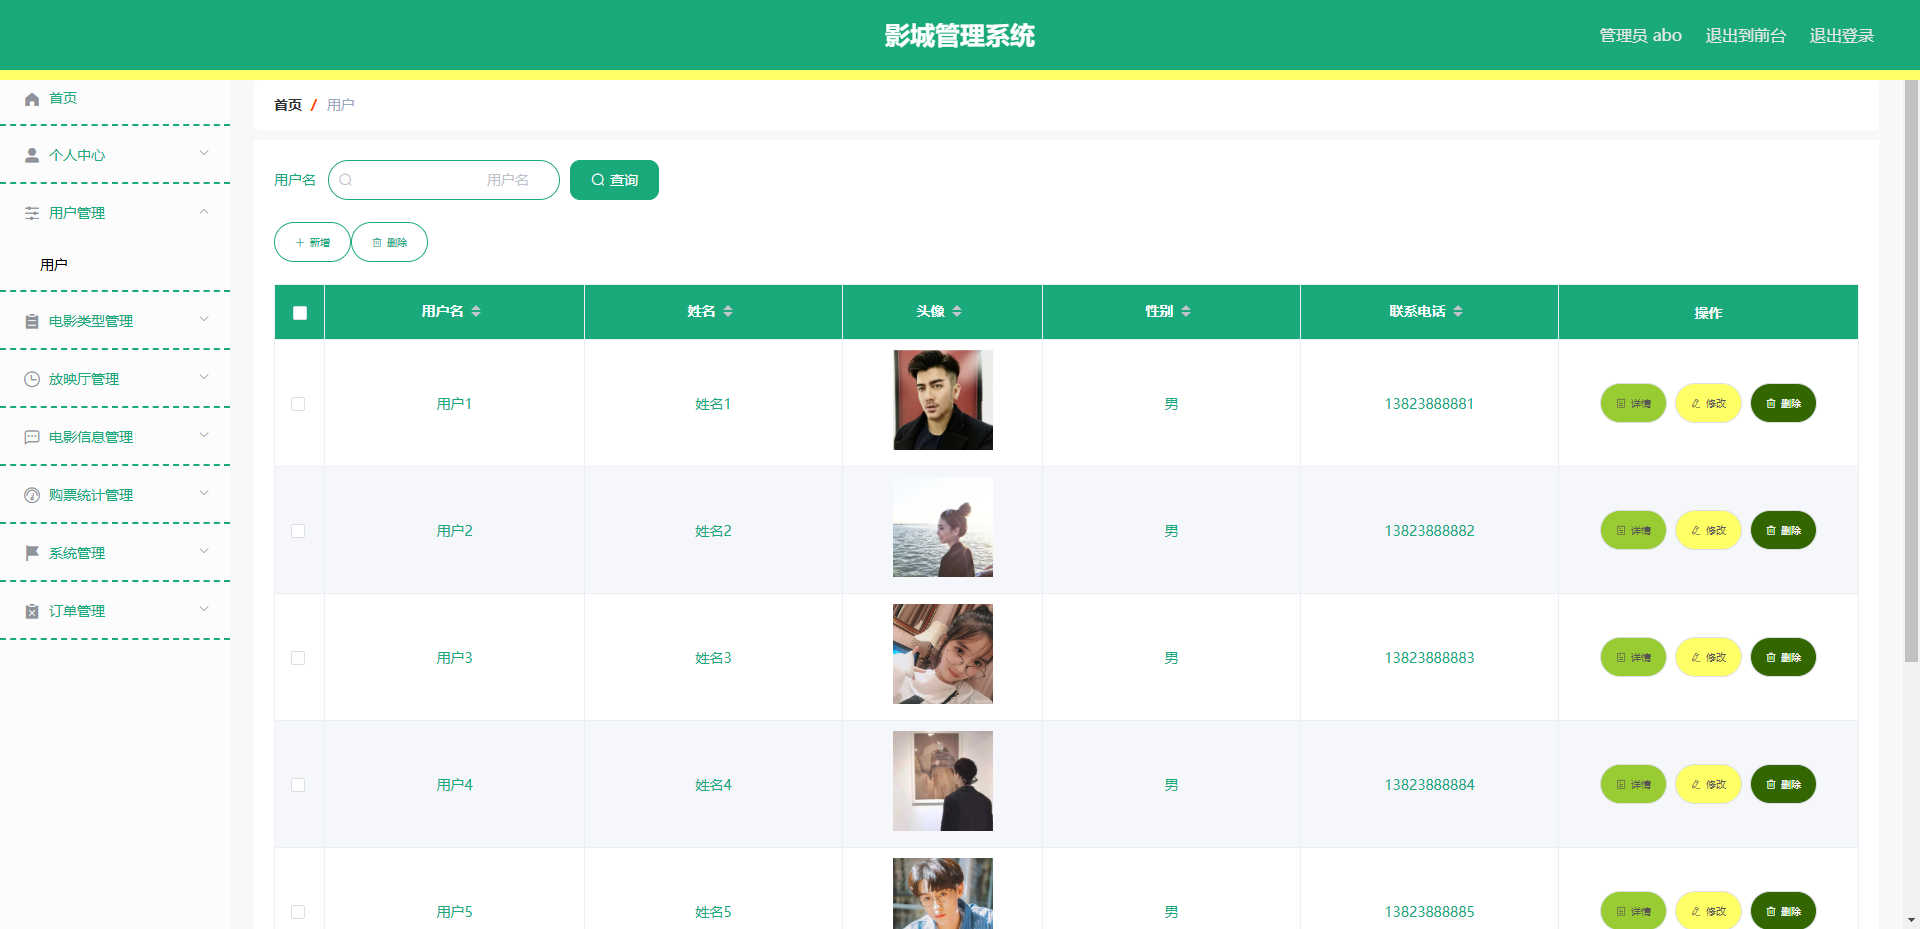 影城管理系统
管理员 abo 退出到前台 退出登录
首页
个人中心
用户管理
用户
电影类型管理
放映厅管理
电影信息管理
购票统计管理
系统管理
订单管理
首页 / 用户
用户名 用户名 查询
新增 删除
用户名 姓名 头像 性别 联系电话 操作
用户1 姓名1 男 13823888881 详情 修改 删除
用户2 姓名2 男 13823888882 详情 修改 删除
用户3 姓名3 男 13823888883 详情 修改 删除
用户4 姓名4 男 13823888884 详情 修改 删除
用户5 姓名5 男 13823888885 详情 修改 删除